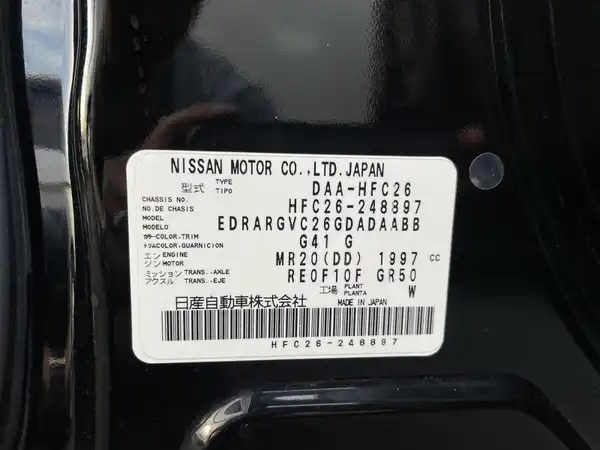 NISSAN MOTOR CO.,LTD.JAPAN
型式 TYPE TIPO DAA-HFC26
CHASSIS NO. NO.DE CHASIS HFC26-248897
MODEL MODELO EDRARGVC26GDADAABB
カラー COLOR,TRIM トリム COLOR,GUARNICION G41 G
エンジン ENGINE MOTOR MR20(DD) 1997 CC
ミッション TRANS.,AXLE アクスル TRANS.,EJE RE0F10F GR50
工場 PLANT PLANTA W
日産自動車株式会社 MADE IN JAPAN
HFC26-248897